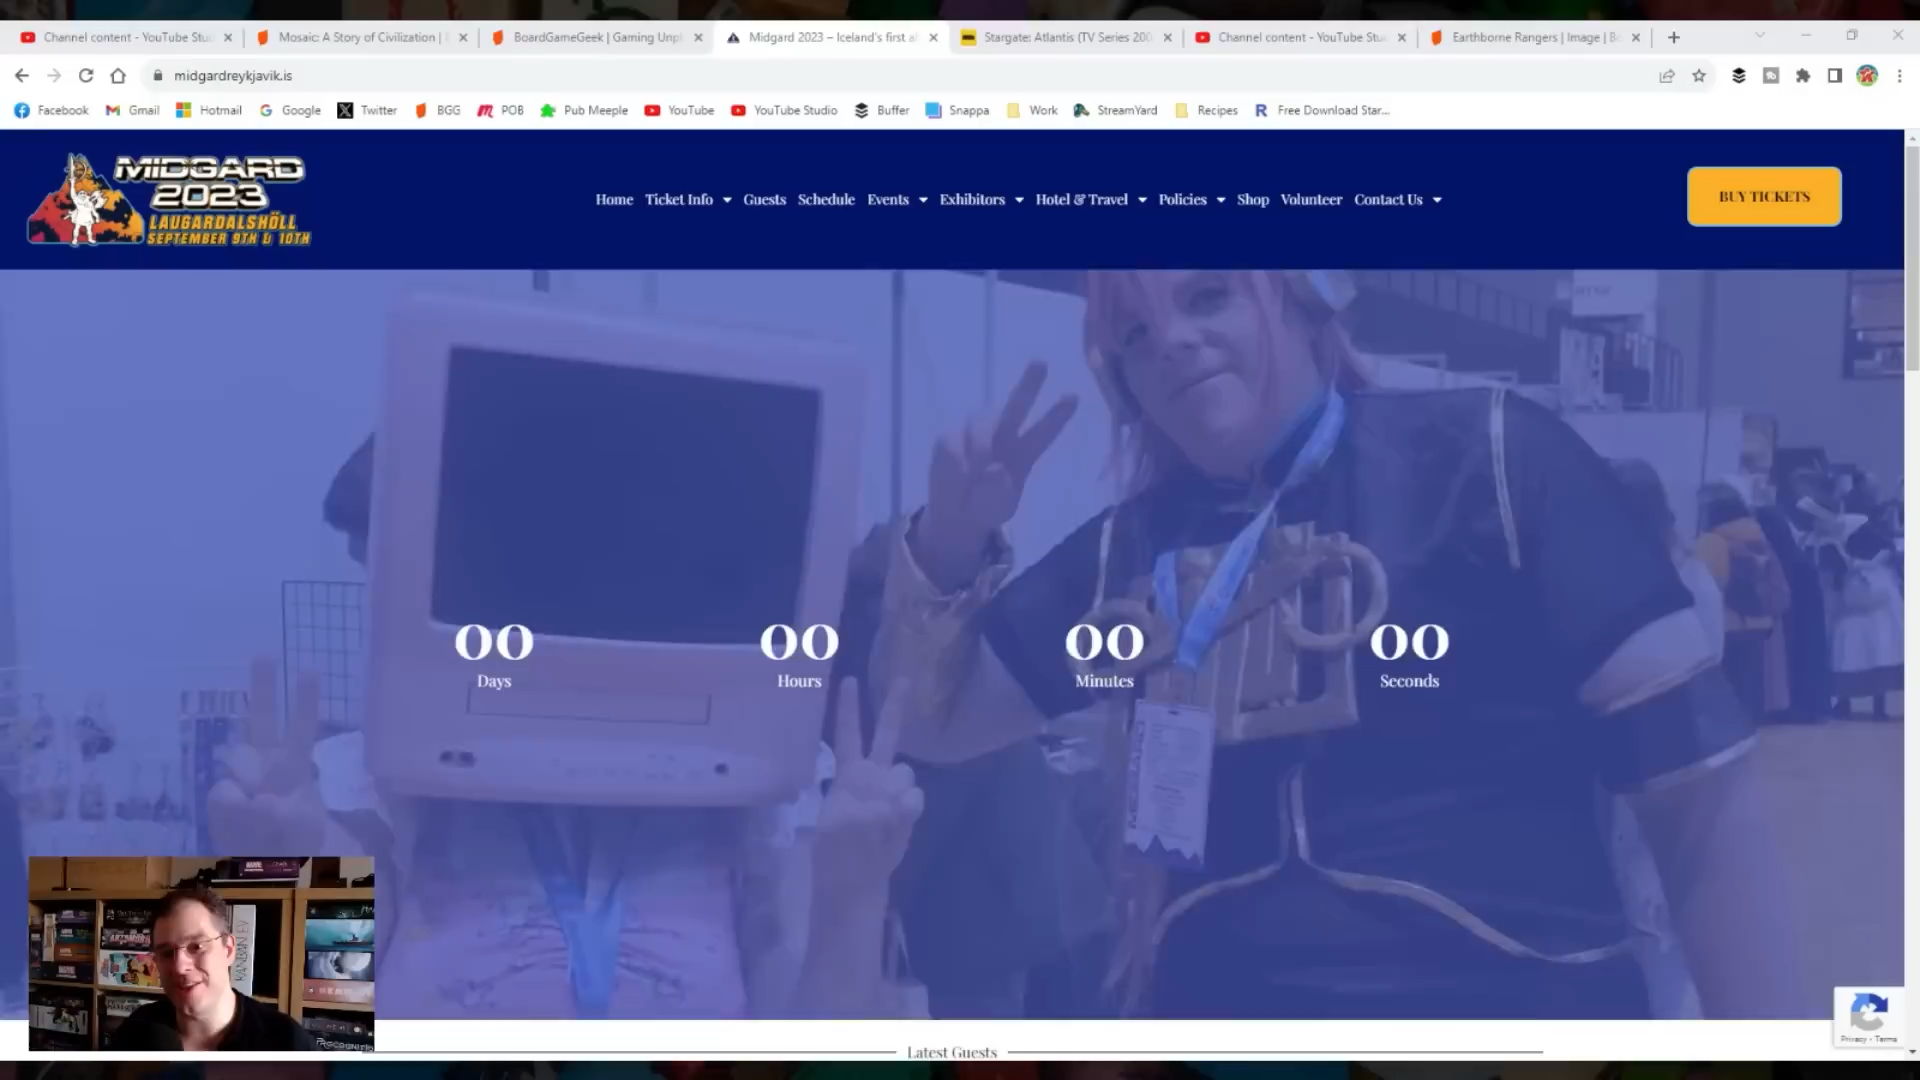 Channel content - YouTube Stu
Mosaic: A Story of Civilization |
BoardGameGeek | Gaming Unpl
Midgard 2023 – Iceland's first al
Stargate: Atlantis (TV Series 200
Channel content - YouTube Stu
Earthborne Rangers | Image | B
midgardreykjavik.is
Facebook
Gmail
Hotmail
Google
Twitter
BGG
POB
Pub Meeple
YouTube
YouTube Studio
Buffer
Snappa
Work
StreamYard
Recipes
Free Download Star...
MIDGARD
2023
LAUGARDALSHÖLL
SEPTEMBER 9TH & 10TH
Home Ticket Info Guests Schedule Events Exhibitors Hotel & Travel Policies Shop Volunteer Contact Us
BUY TICKETS
00 00 00 00
Days Hours Minutes Seconds
KANBAN EV
Privacy - Terms
Latest Guests